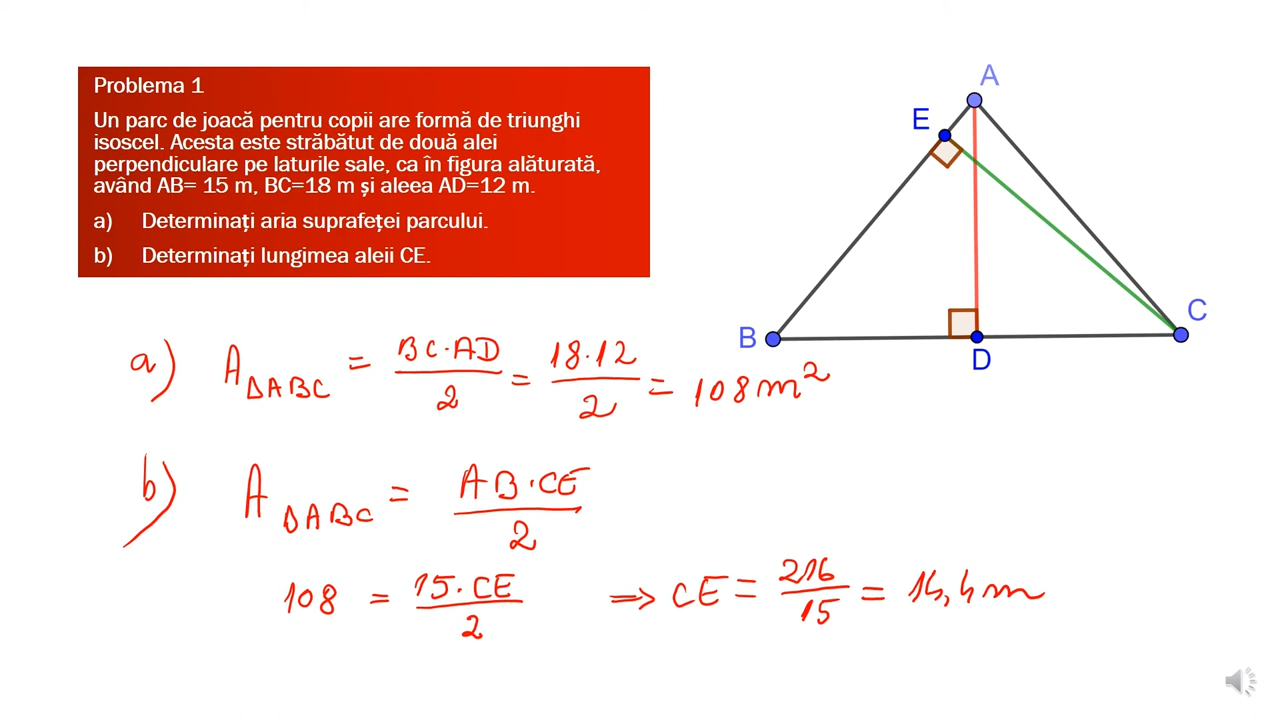 Problema 1
Un parc de joacă pentru copii are formă de triunghi
isoscel. Acesta este străbătut de două alei
perpendiculare pe laturile sale, ca în figura alăturată,
având AB= 15 m, BC=18 m și aleea AD=12 m.
a) Determinați aria suprafeței parcului.
b) Determinați lungimea aleii CE.
A
E
B
D
C
a) A ΔABC = BC·AD/2 = 18·12/2 = 108 m²
b) A ΔABC = AB·CE/2
108 = 15·CE/2 ⇒ CE = 216/15 = 14,4 m